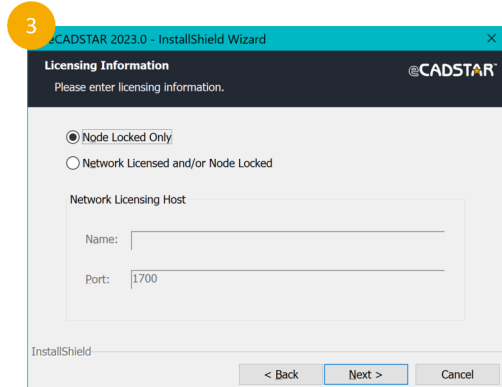 3
eCADSTAR 2023.0 - InstallShield Wizard
Licensing Information
eCADSTAR
Please enter licensing information.
Node Locked Only
Network Licensed and/or Node Locked
Network Licensing Host
Name:
Port: 1700
InstallShield
< Back Next > Cancel